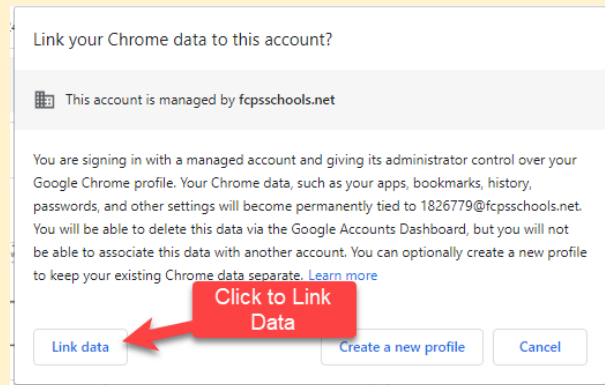 Link your Chrome data to this account?
This account is managed by fcpsschools.net
You are signing in with a managed account and giving its administrator control over your
Google Chrome profile. Your Chrome data, such as your apps, bookmarks, history,
passwords, and other settings will become permanently tied to 1826779@fcpsschools.net.
You will be able to delete this data via the Google Accounts Dashboard, but you will not
be able to associate this data with another account. You can optionally create a new profile
to keep your existing Chrome data separate. Learn more
Click to Link
Data
Link data
Create a new profile
Cancel